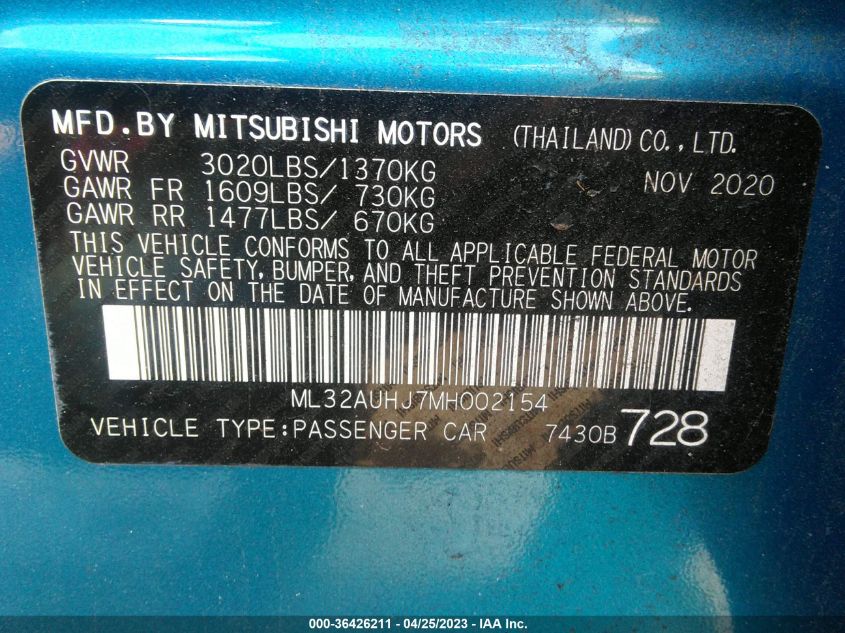 MFD.BY MITSUBISHI MOTORS (THAILAND) CO., LTD.
GVWR 3020LBS/1370KG NOV 2020
GAWR FR 1609LBS/ 730KG
GAWR RR 1477LBS/ 670KG
THIS VEHICLE CONFORMS TO ALL APPLICABLE FEDERAL MOTOR
VEHICLE SAFETY, BUMPER, AND THEFT PREVENTION STANDARDS
IN EFFECT ON THE DATE OF MANUFACTURE SHOWN ABOVE.
ML32AUHJ7MH002154
VEHICLE TYPE:PASSENGER CAR 7430B 728
000-36426211 - 04/25/2023 - IAA Inc.